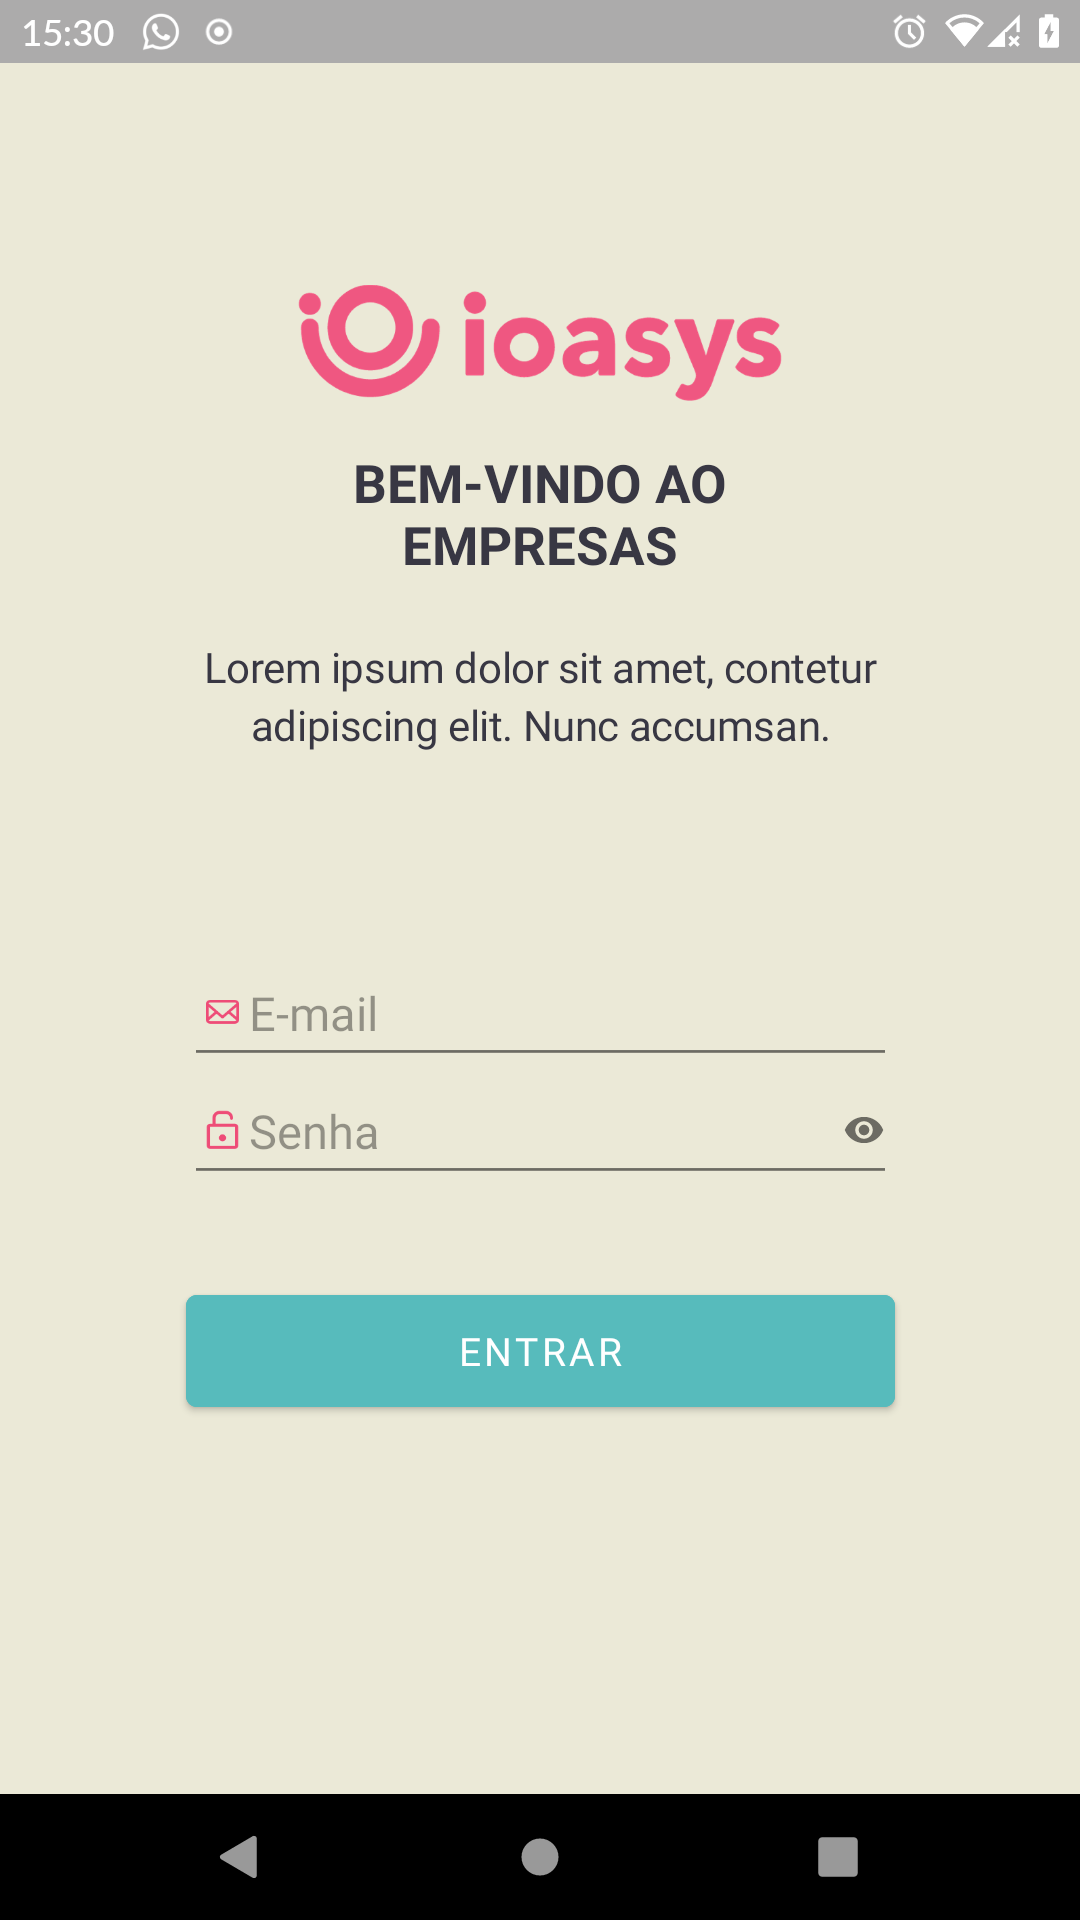 15:30
ioasys
BEM-VINDO AO
EMPRESAS
Lorem ipsum dolor sit amet, contetur
adipiscing elit. Nunc accumsan.
E-mail
Senha
ENTRAR